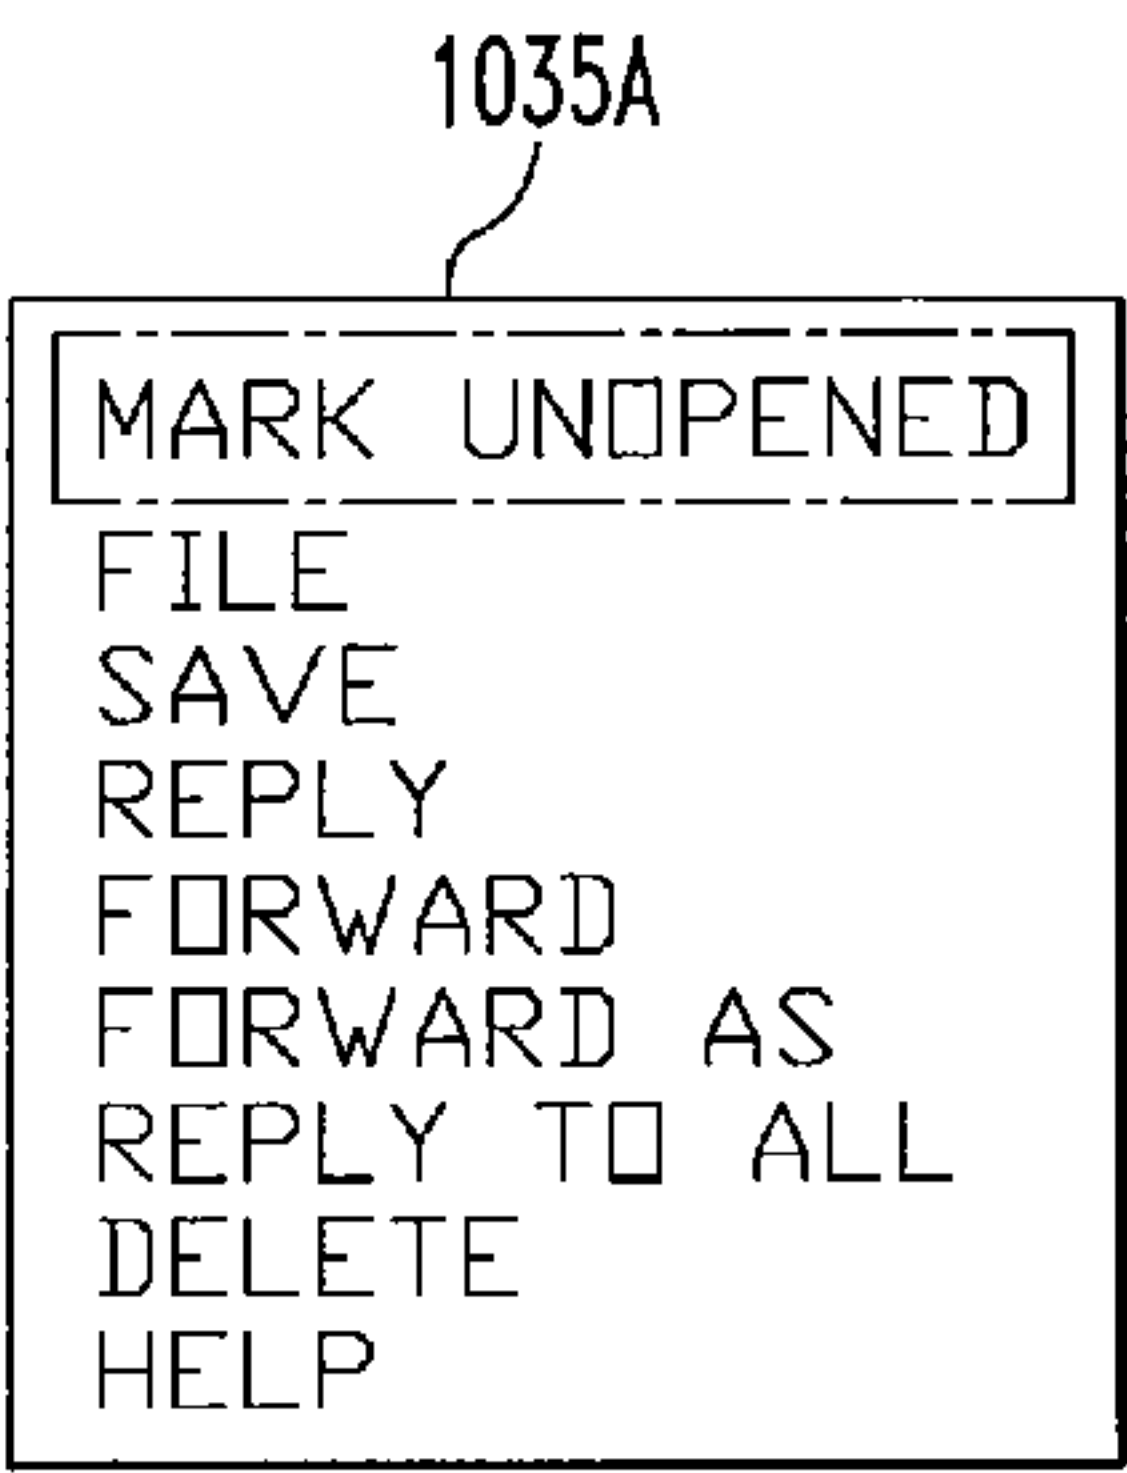 1035A
MARK UNOPENED
FILE
SAVE
REPLY
FORWARD
FORWARD AS
REPLY TO ALL
DELETE
HELP